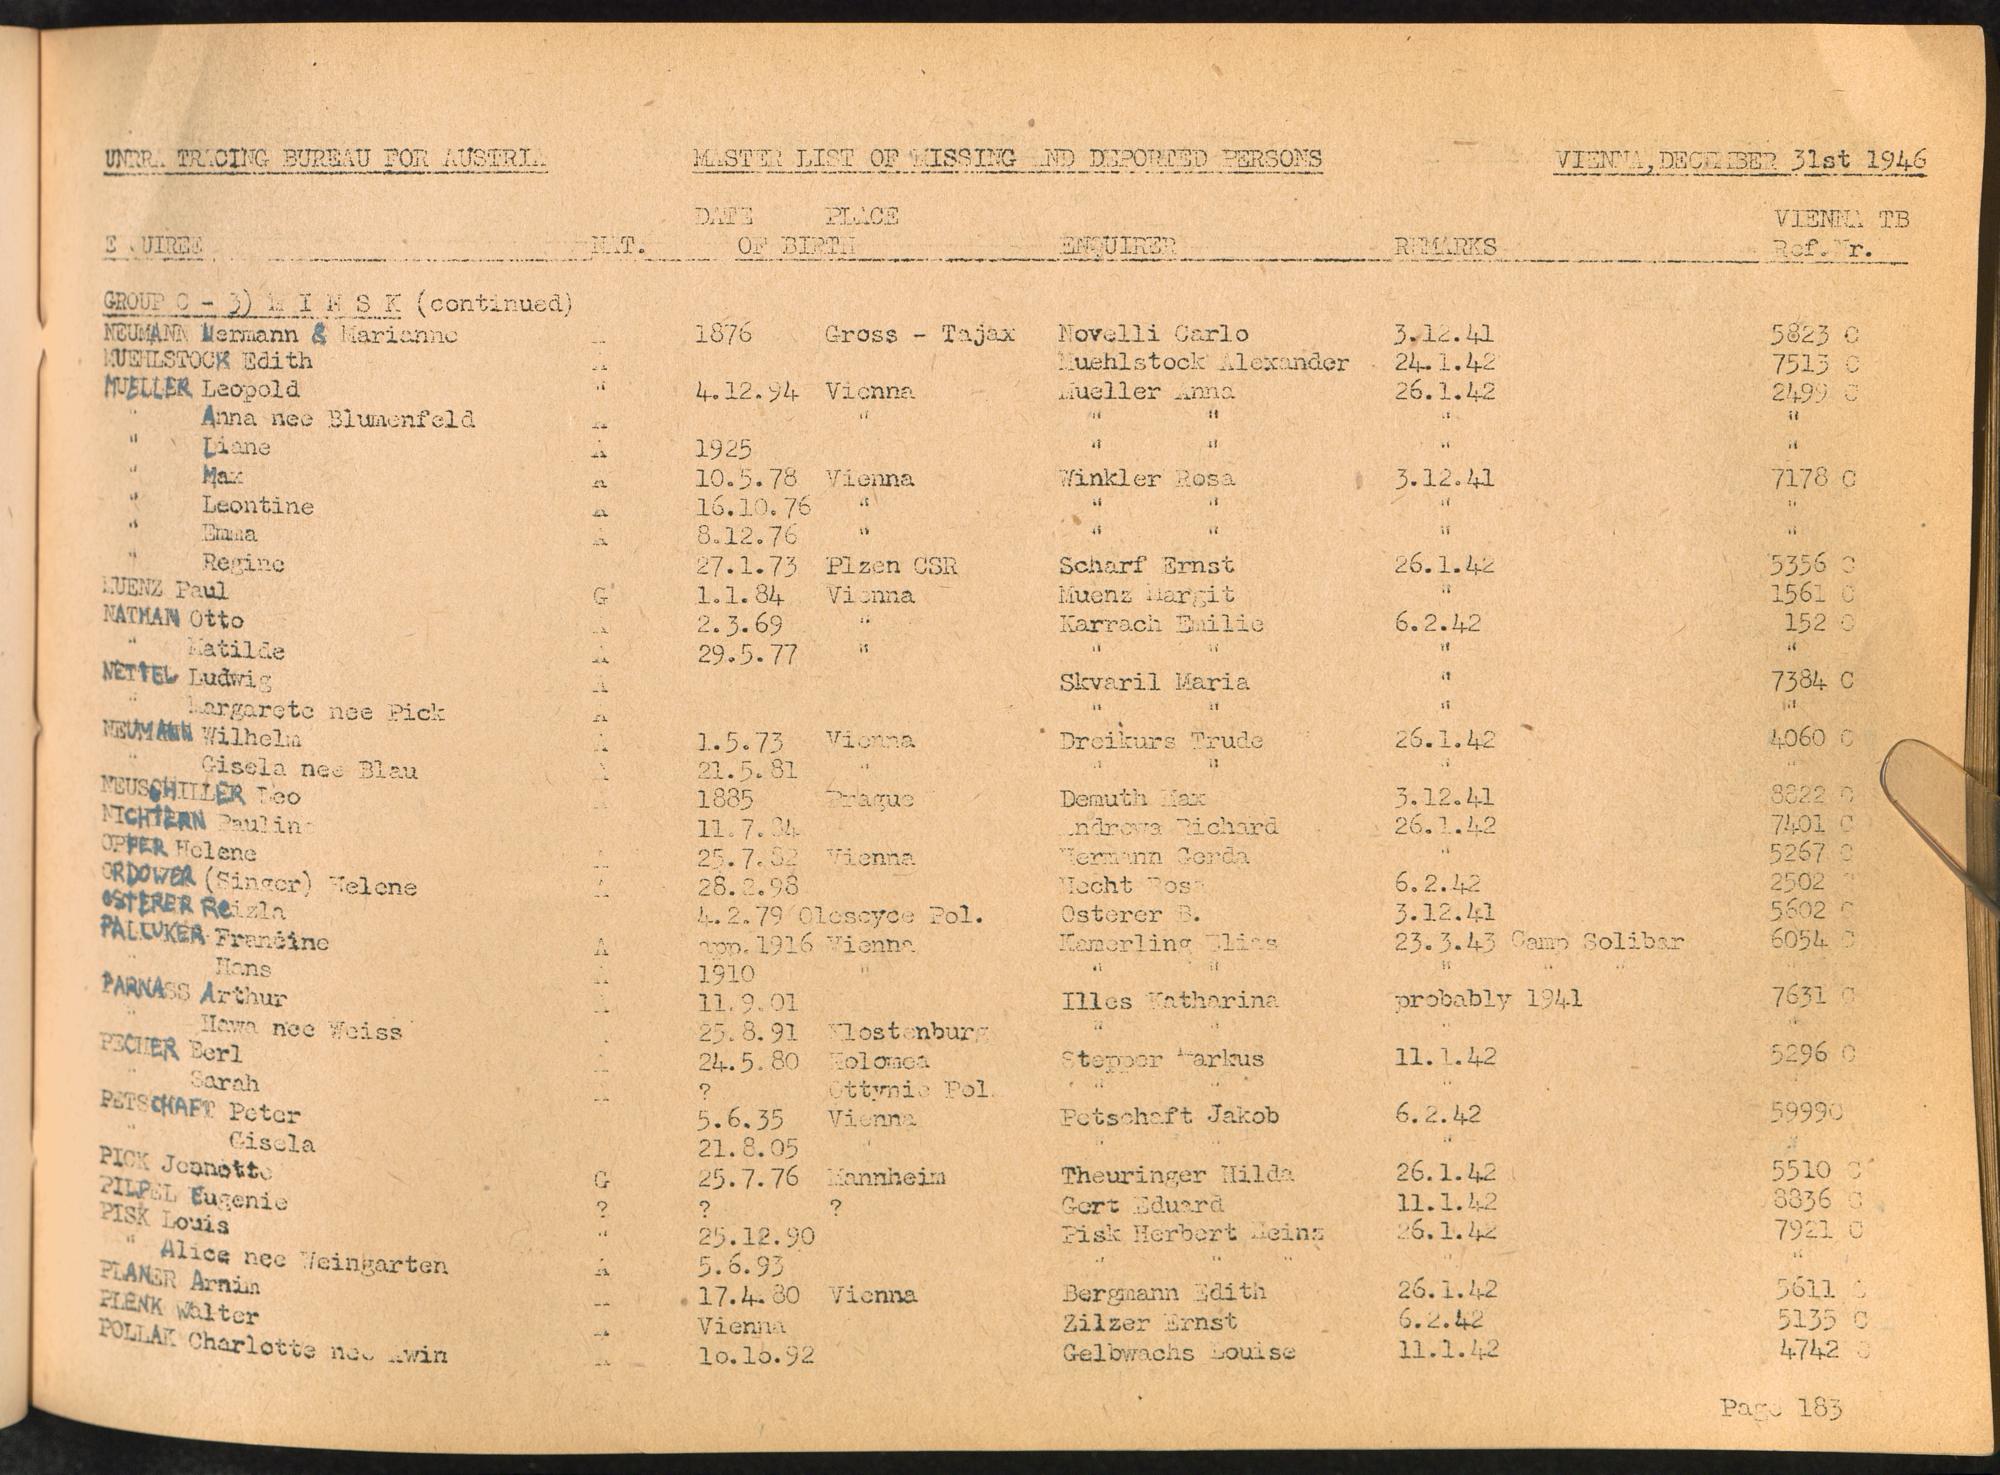 UNRRA TRACING BUREAU FOR AUSTRIA MASTER LIST OF MISSING AND DEPORTED PERSONS VIENNA, DECEMBER 31st 1946
DATE PLACE VIENNA TB
ENQUIREE NAT. OF BIRTH ENQUIRER REMARKS Ref.Nr.
GROUP C - 3) M I N S K (continued)
NEUMANN Hermann & Marianne A 1876 Gross - Tajax Novelli Carlo 3.12.41 5823 C
MUEHLSTOCK Edith A Muehlstock Alexander 24.1.42 7513 C
MUELLER Leopold " 4.12.94 Vienna Mueller Anna 26.1.42 2499 C
" Anna nee Blumenfeld A " " " " "
" Liane A 1925 " " " "
" Max A 10.5.78 Vienna Winkler Rosa 3.12.41 7178 C
" Leontine A 16.10.76 " " " " "
" Emma A 8.12.76 " " " " "
" Regine 27.1.73 Plzen CSR Scharf Ernst 26.1.42 5356 C
MUENZ Paul G 1.1.84 Vienna Muenz Margit " 1561 C
NATHAN Otto A 2.3.69 " Karrach Emilie 6.2.42 152 C
" Matilde A 29.5.77 " " " " "
NETTEL Ludwig A Skvaril Maria " 7384 C
" Margarete nee Pick A " " " "
NEUMANN Wilhelm A 1.5.73 Vienna Dreikurs Trude 26.1.42 4060 C
" Gisela nee Blau A 21.5.81 " " " "
NEUSCHILLER Leo A 1885 Prague Demuth Max 3.12.41 8822 C
NICHTERN Pauline 11.7.84 Andrews Richard 26.1.42 7401 C
OPFER Helene A 25.7.82 Vienna Hermann Gerda " 5267 C
ORDOWER (Singer) Helene A 28.2.98 Hecht Rosa 6.2.42 2502 C
OSTERER Reizla 4.2.79 Olescyce Pol. Osterer B. 3.12.41 5602 C
PALLUKER Francine A app.1916 Vienna Kamerling Elias 23.3.43 Camp Solibar 6054 C
" Hans A 1910 " " " " " " "
PARNASS Arthur A 11.9.01 Illes Katharina probably 1941 7631 C
" Hawa nee Weiss 25.8.91 Klostenburg " " " "
PECHER Berl 24.5.80 Kolomea Stepper Markus 11.1.42 5296 C
" Sarah ? Ottynie Pol. " " " "
PETSCHAFT Peter 5.6.35 Vienna Petschaft Jakob 6.2.42 5999C
" Gisela 21.8.05 " " " " "
PICK Jeanette G 25.7.76 Mannheim Theuringer Hilda 26.1.42 5510 C
PILPEL Eugenie ? ? ? Gert Eduard 11.1.42 8836 C
PISK Louis " 25.12.90 Pisk Herbert Heinz 26.1.42 7921 C
" Alice nee Weingarten A 5.6.93 " " " " "
PLANER Arnim 17.4.80 Vienna Bergmann Edith 26.1.42 5611 C
PLENK Walter A Vienna Zilzer Ernst 6.2.42 5135 C
POLLAK Charlotte nee Awin A 10.10.92 Gelbwachs Louise 11.1.42 4742 C
Page 183